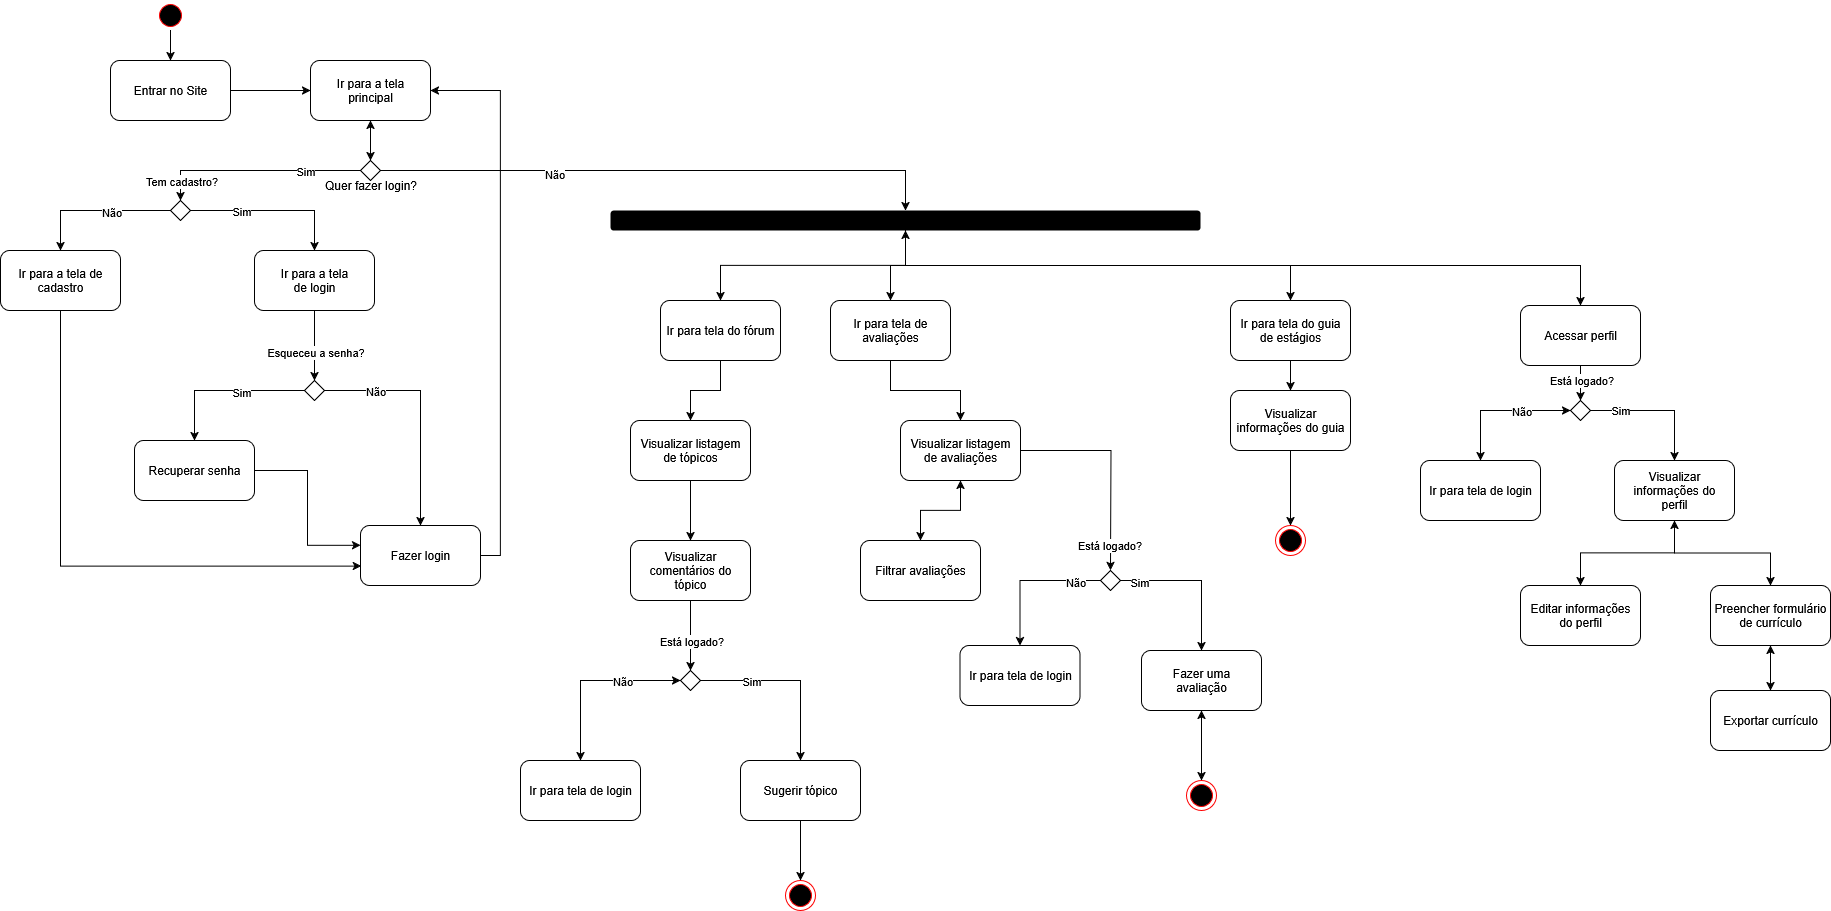 Entrar no Site
Ir para a tela
principal
Sim
Quer fazer login?
Não
Tem cadastro?
Não
Sim
Ir para a tela de
cadastro
Ir para a tela
de login
Esqueceu a senha?
Sim
Não
Recuperar senha
Fazer login
Ir para tela do fórum
Visualizar listagem
de tópicos
Visualizar
comentários do
tópico
Está logado?
Não
Sim
Ir para tela de login
Sugerir tópico
Ir para tela de
avaliações
Visualizar listagem
de avaliações
Filtrar avaliações
Está logado?
Não
Sim
Ir para tela de login
Fazer uma
avaliação
Ir para tela do guia
de estágios
Visualizar
informações do guia
Acessar perfil
Está logado?
Não
Sim
Ir para tela de login
Visualizar
informações do
perfil
Editar informações
do perfil
Preencher formulário
de currículo
Exportar currículo